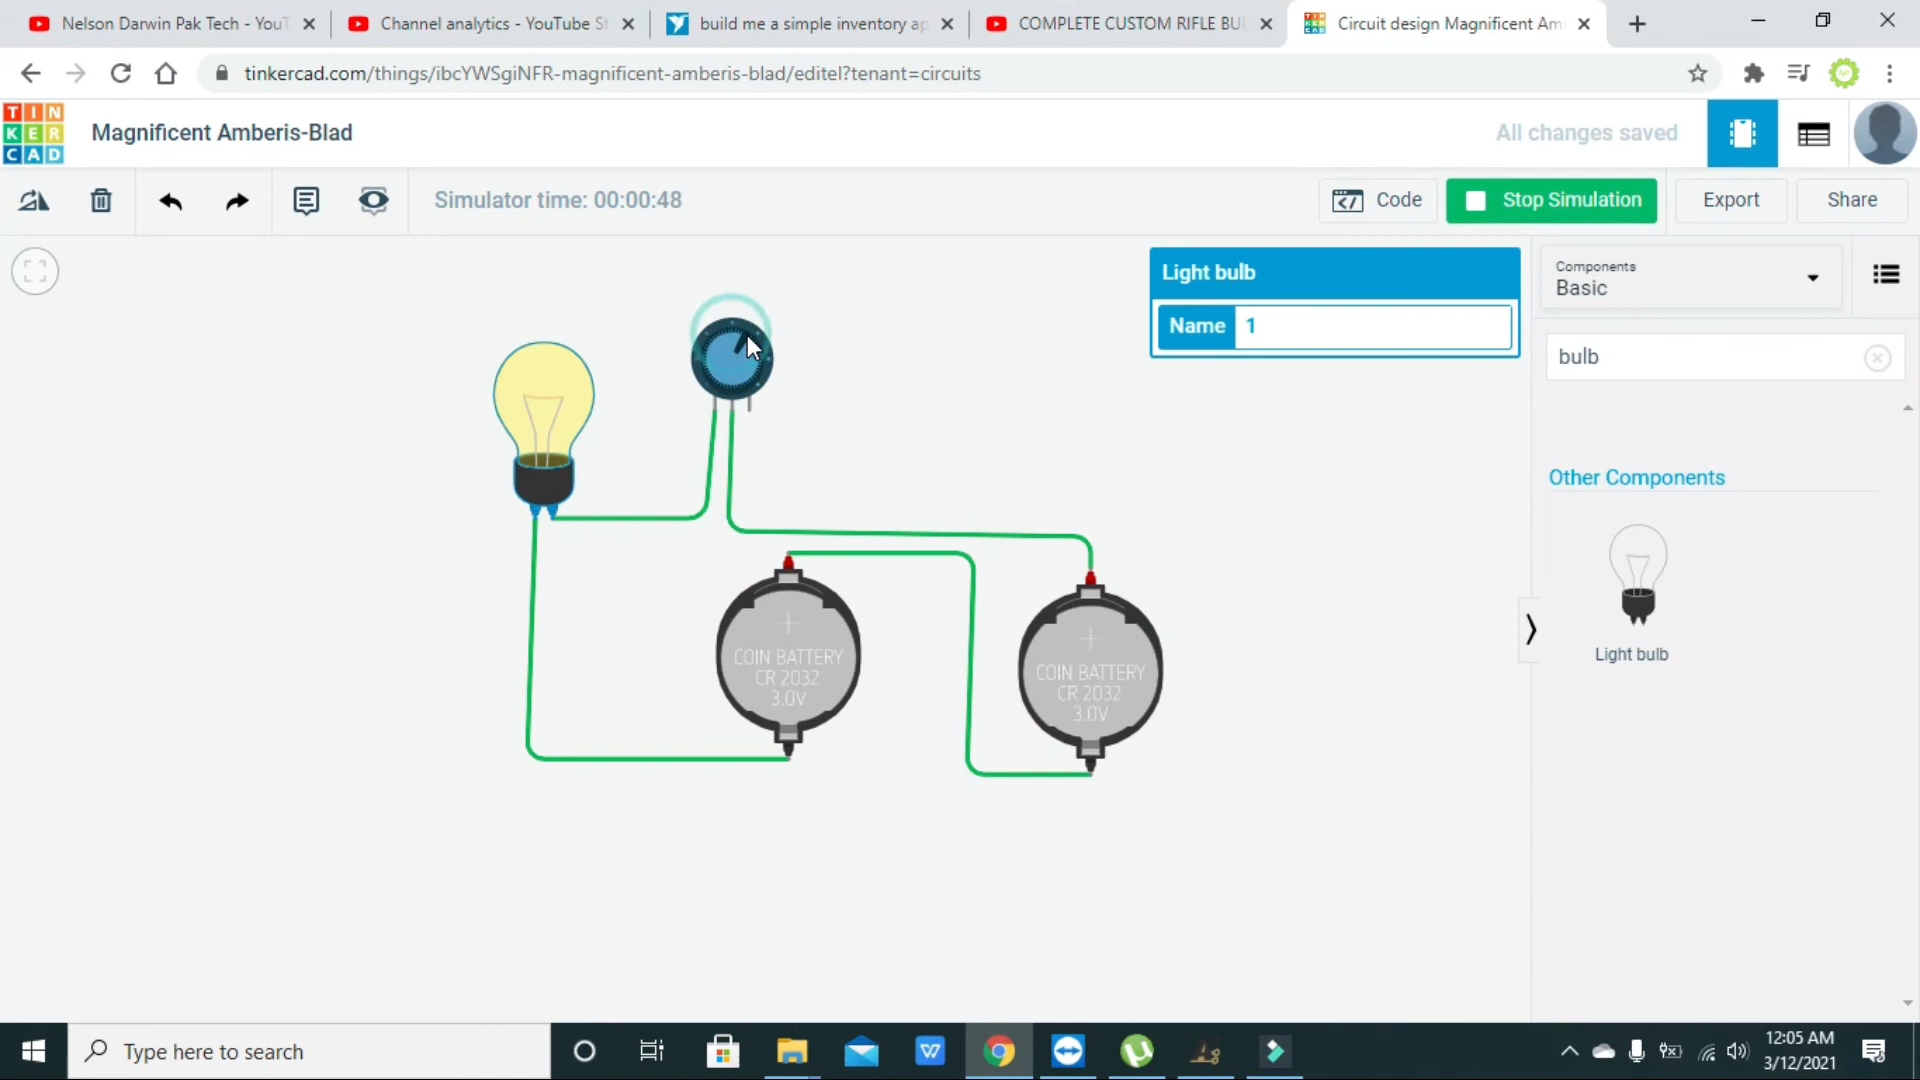 Nelson Darwin Pak Tech - YouT
Channel analytics - YouTube St
build me a simple inventory ap
COMPLETE CUSTOM RIFLE BUI
Circuit design Magnificent Am
tinkercad.com/things/ibcYWSgiNFR-magnificent-amberis-blad/editel?tenant=circuits
TIN
KER
CAD
Magnificent Amberis-Blad
All changes saved
Simulator time: 00:00:48
Code
Stop Simulation
Export
Share
Light bulb
Name 1
Components
Basic
bulb
Other Components
Light bulb
COIN BATTERY
CR 2032
3.0V
COIN BATTERY
CR 2032
3.0V
Type here to search
12:05 AM
3/12/2021